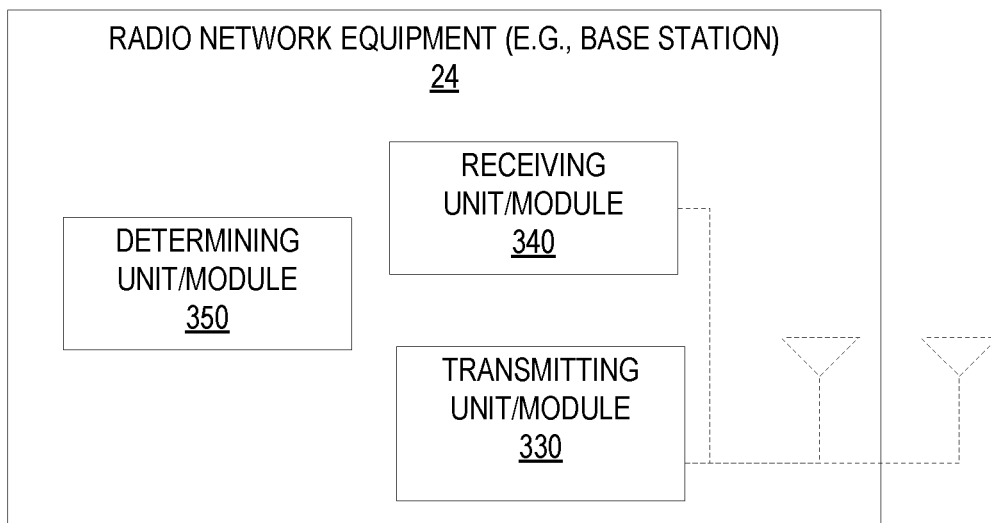 RADIO NETWORK EQUIPMENT (E.G., BASE STATION)
24
RECEIVING
UNIT/MODULE
340
DETERMINING
UNIT/MODULE
350
TRANSMITTING
UNIT/MODULE
330